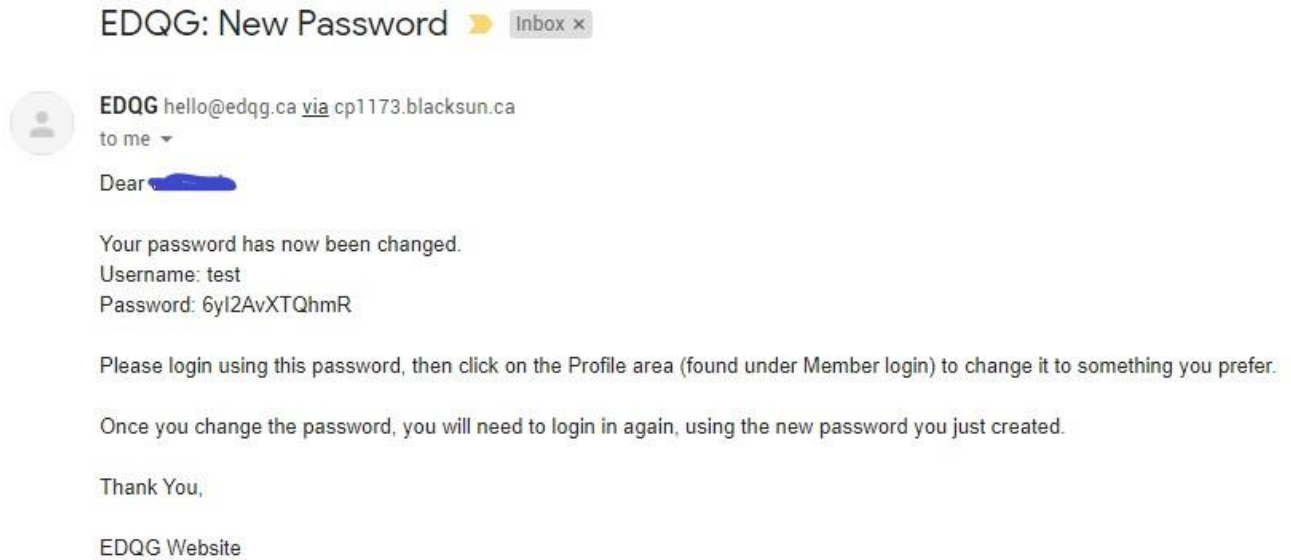 EDQG: New Password Inbox ×
EDQG hello@edqg.ca via cp1173.blacksun.ca
to me
Dear
Your password has now been changed.
Username: test
Password: 6yI2AvXTQhmR
Please login using this password, then click on the Profile area (found under Member login) to change it to something you prefer.
Once you change the password, you will need to login in again, using the new password you just created.
Thank You,
EDQG Website